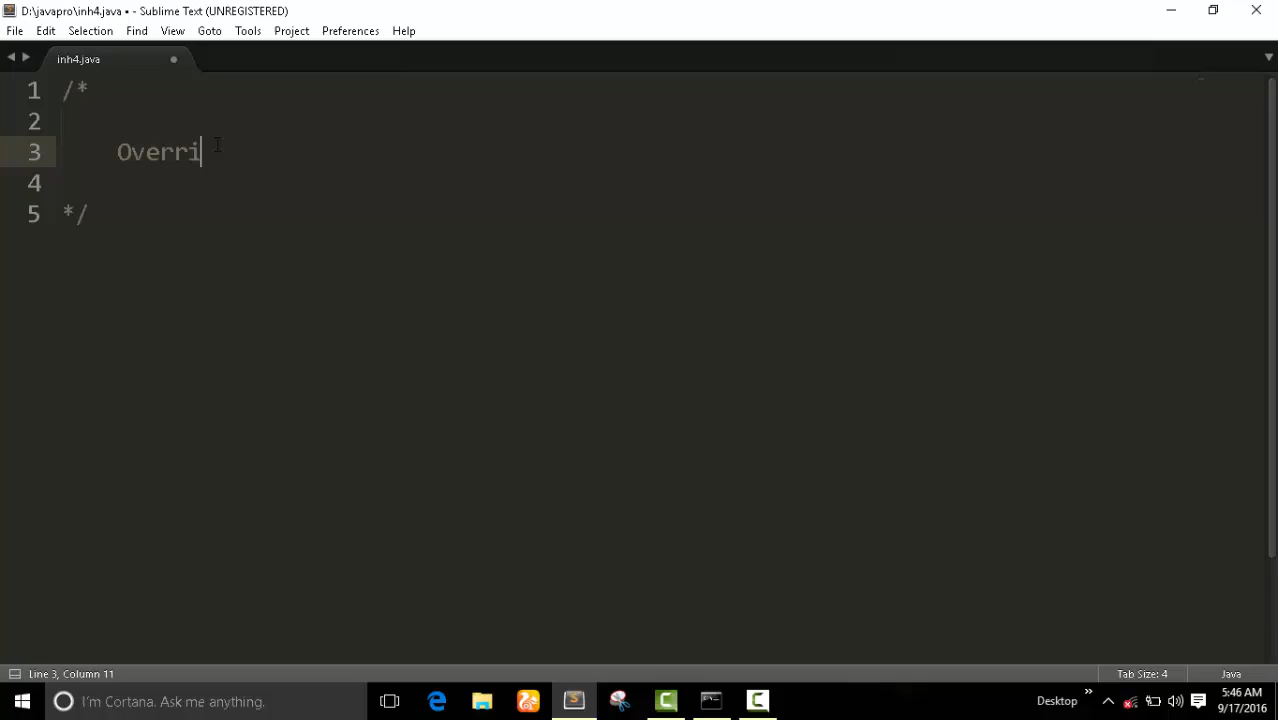 D:\javapro\inh4.java • - Sublime Text (UNREGISTERED)
File Edit Selection Find View Goto Tools Project Preferences Help
inh4.java
1 /*
2
3 Overri
4
5 */
Line 3, Column 11 Tab Size: 4 Java
I'm Cortana. Ask me anything. Desktop 5:46 AM
9/17/2016